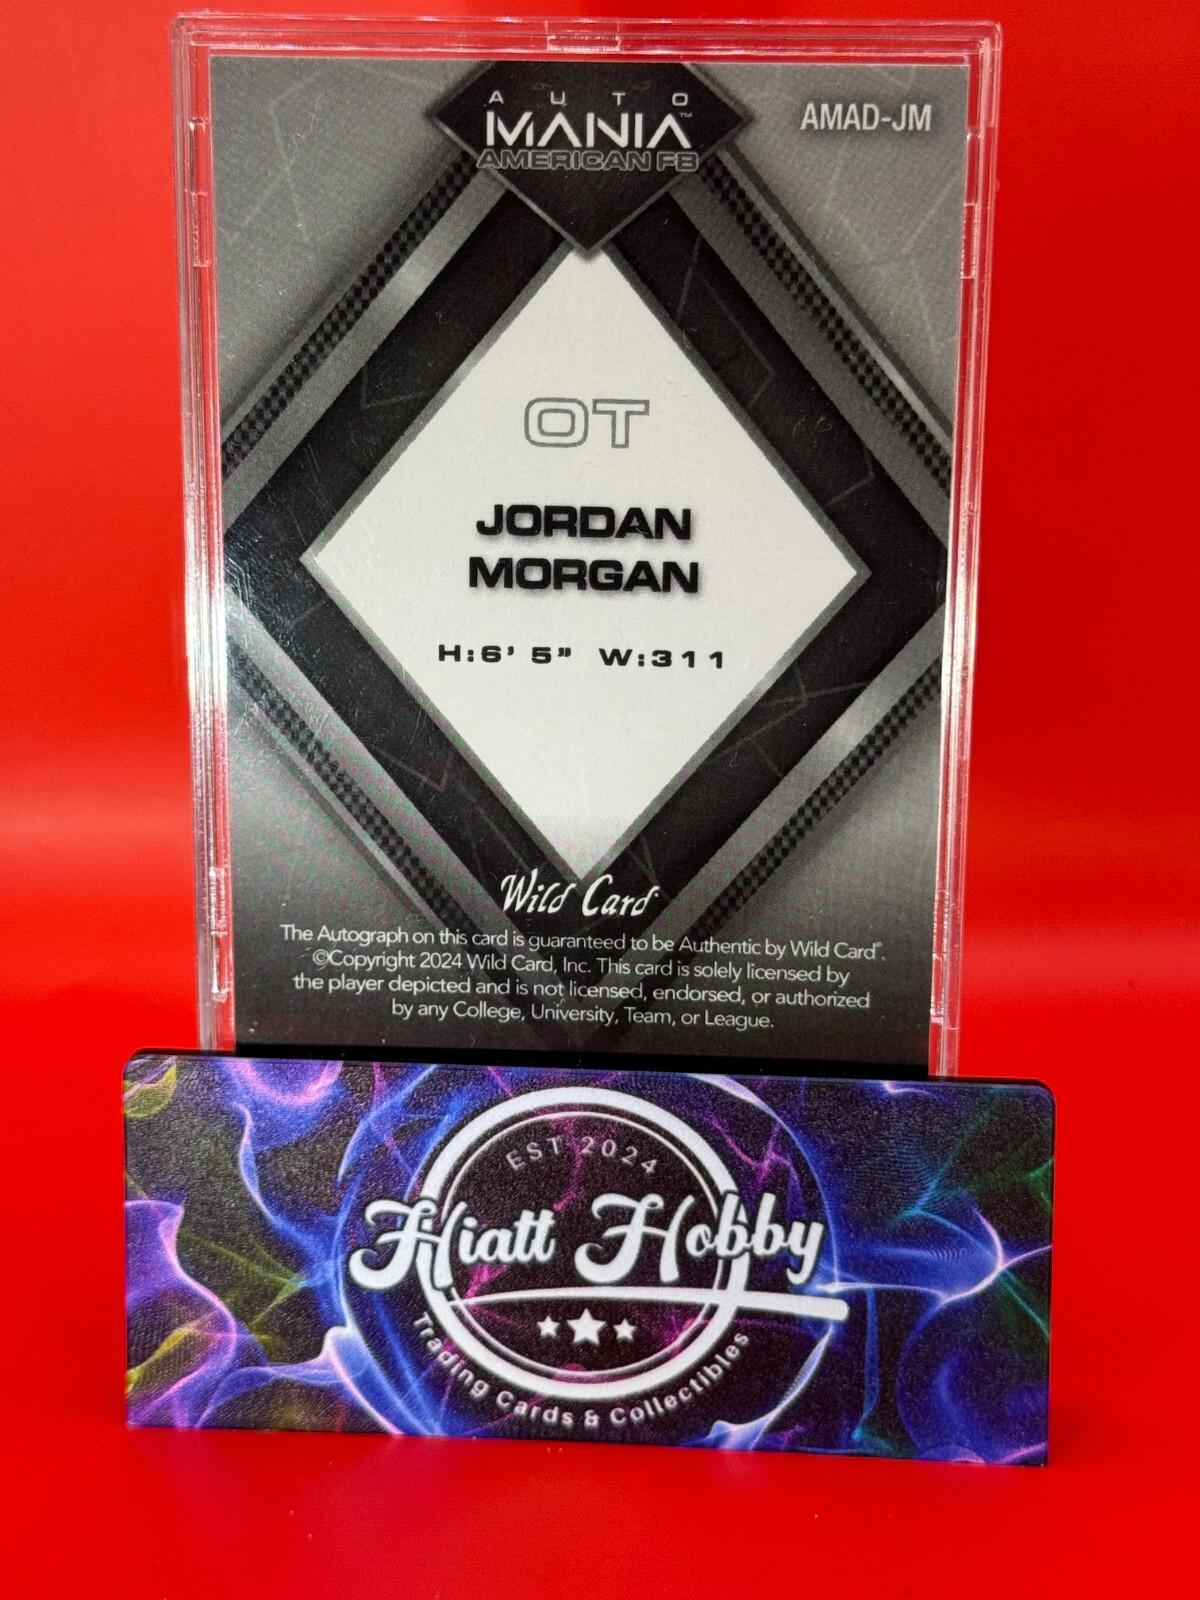 AUTO
MANIA™
AMERICAN FB
AMAD-JM
OT
JORDAN
MORGAN
H:6' 5" W:311
Wild Card
The Autograph on this card is guaranteed to be Authentic by Wild Card®.
©Copyright 2024 Wild Card, Inc. This card is solely licensed by
the player depicted and is not licensed, endorsed, or authorized
by any College, University, Team, or League.
EST 2024
Hiatt Hobby
Trading Cards & Collectibles